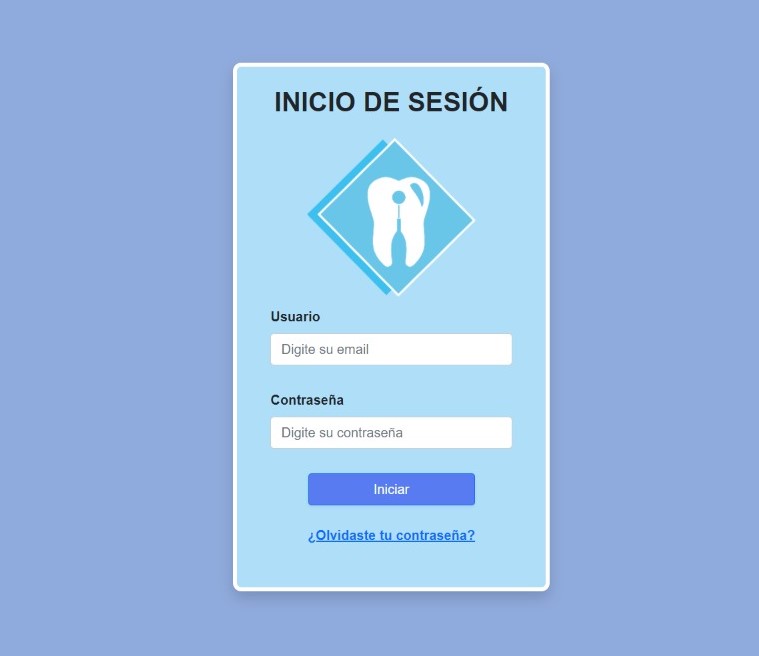 INICIO DE SESIÓN
Usuario
Digite su email
Contraseña
Digite su contraseña
Iniciar
¿Olvidaste tu contraseña?